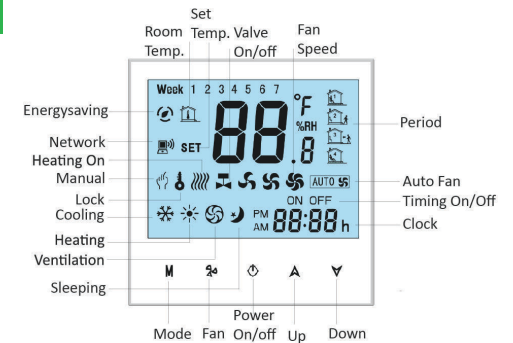 Set
Room Temp. Valve Fan
Temp. On/off Speed
Week 1 2 3 4 5 6 7
88 °F
%RH
.8
SET
AUTO
ON OFF
PM
AM 88:88 h
Energysaving
Network
Heating On
Manual
Lock
Cooling
Heating
Ventilation
Sleeping
Period
Auto Fan
Timing On/Off
Clock
M
Power
Mode Fan On/off Up Down